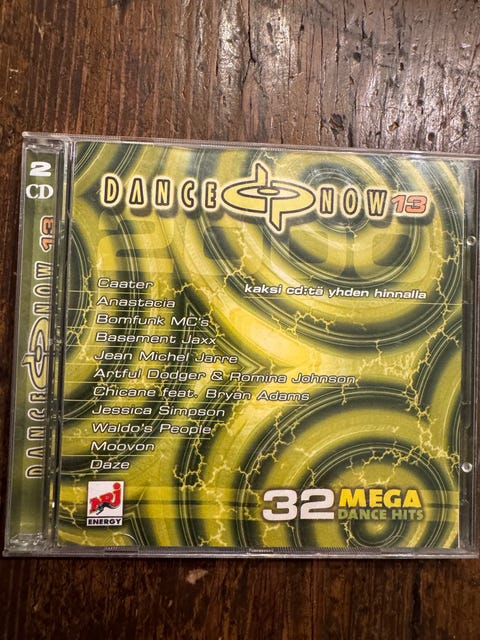 2
CD
DANCE NOW 13
DANCE NOW 13
2000
kaksi cd:tä yhden hinnalla
Caater
Anastacia
Bomfunk MC's
Basement Jaxx
Jean Michel Jarre
Artful Dodger & Romina Johnson
Chicane feat. Bryan Adams
Jessica Simpson
Waldo's People
Moovon
Daze
NRJ
ENERGY
32 MEGA
DANCE HITS